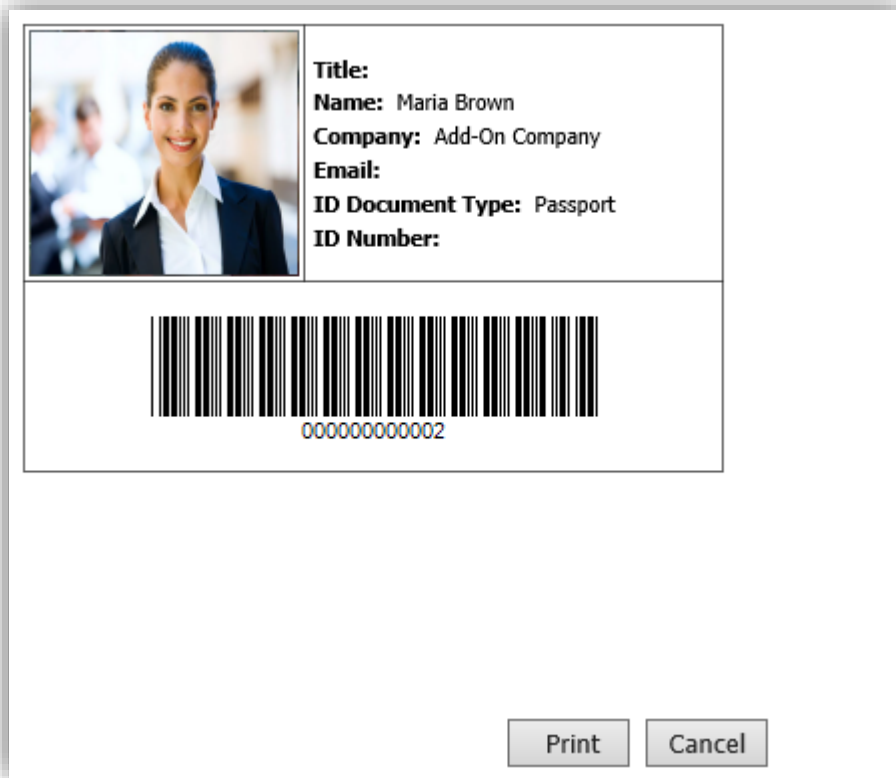 Title:
Name: Maria Brown
Company: Add-On Company
Email:
ID Document Type: Passport
ID Number:
000000000002
Print Cancel